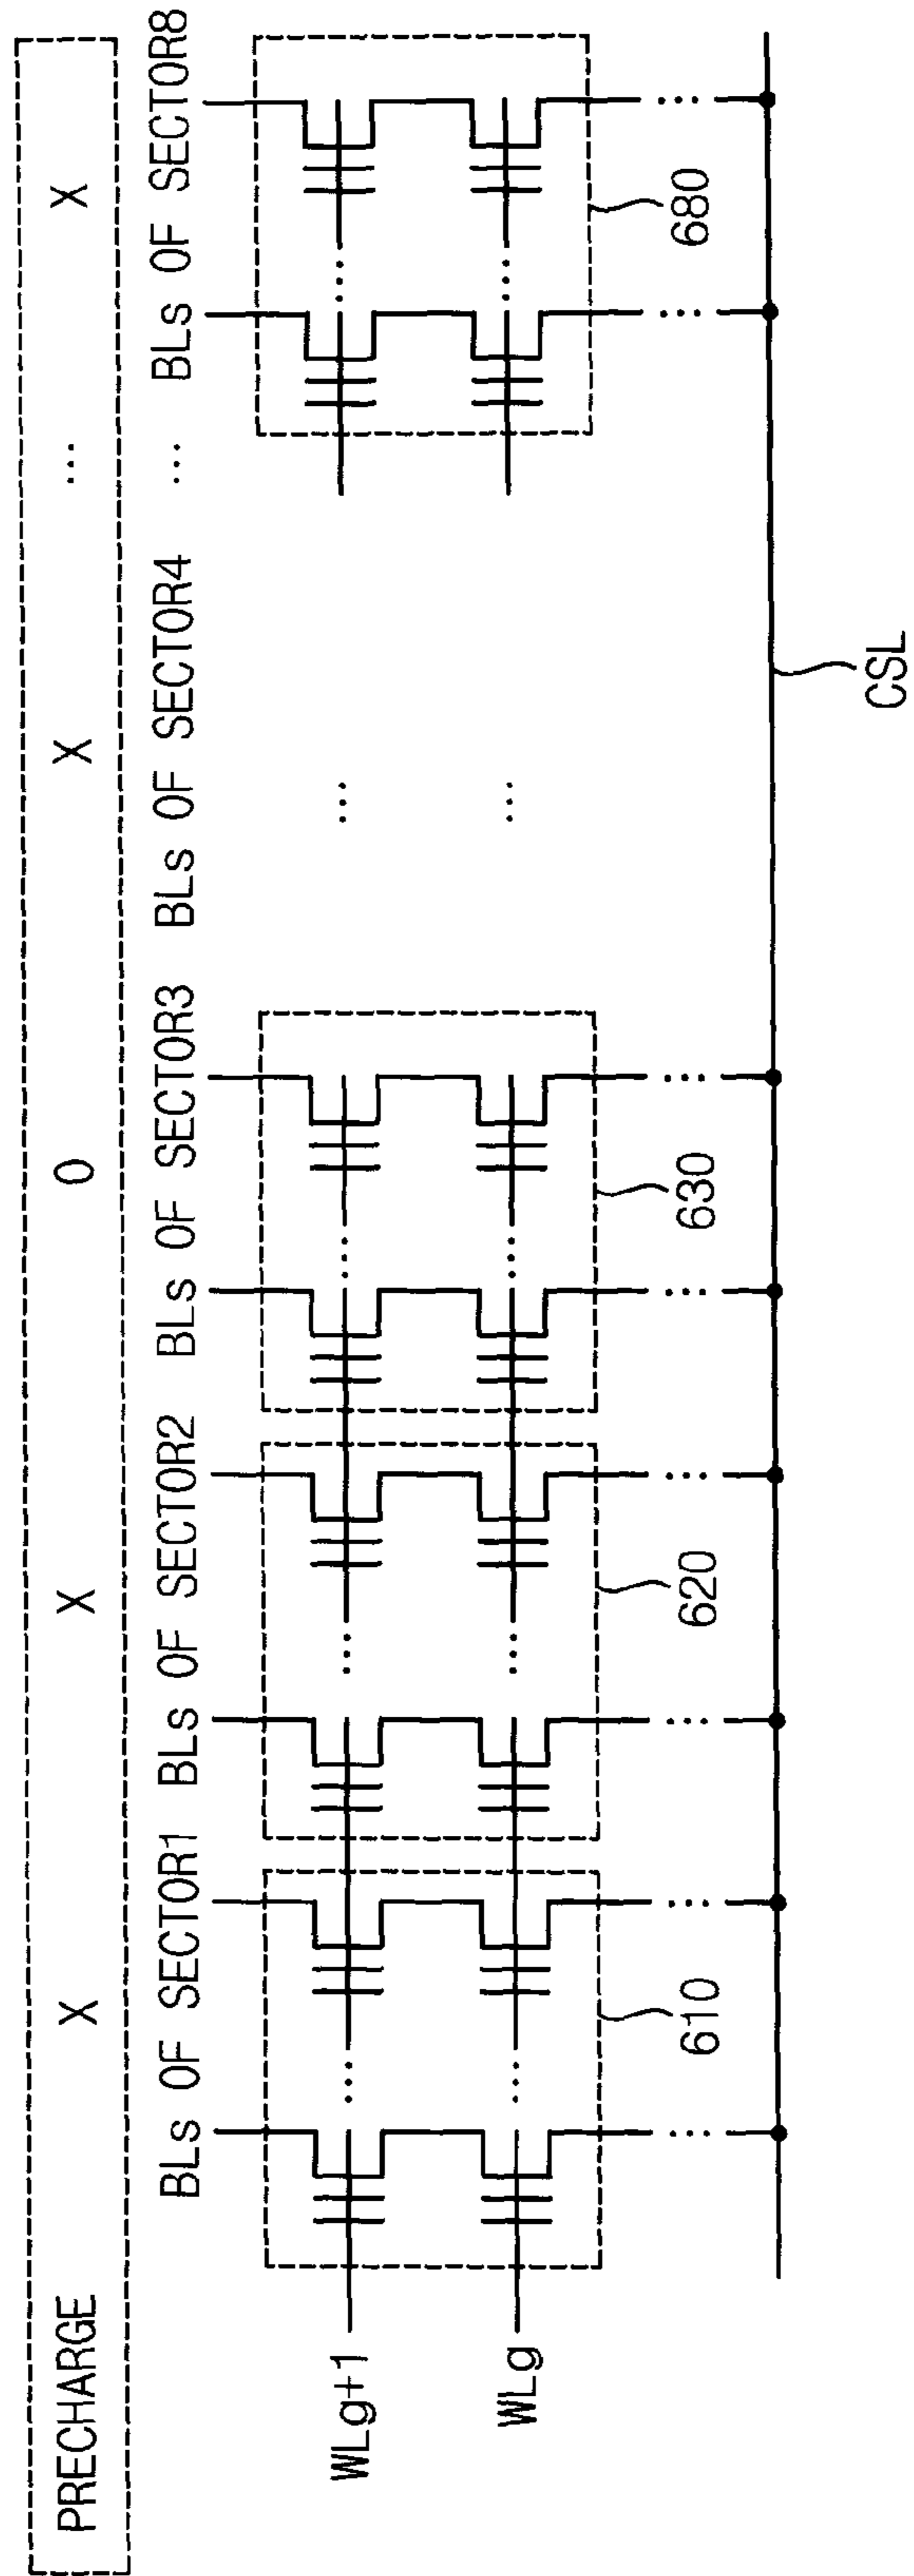 PRECHARGE X X O X ... X
BLs OF SECTOR1 BLs OF SECTOR2 BLs OF SECTOR3 BLs OF SECTOR4 ... BLs OF SECTOR8
WLg+1
WLg
610 620 630 680
CSL